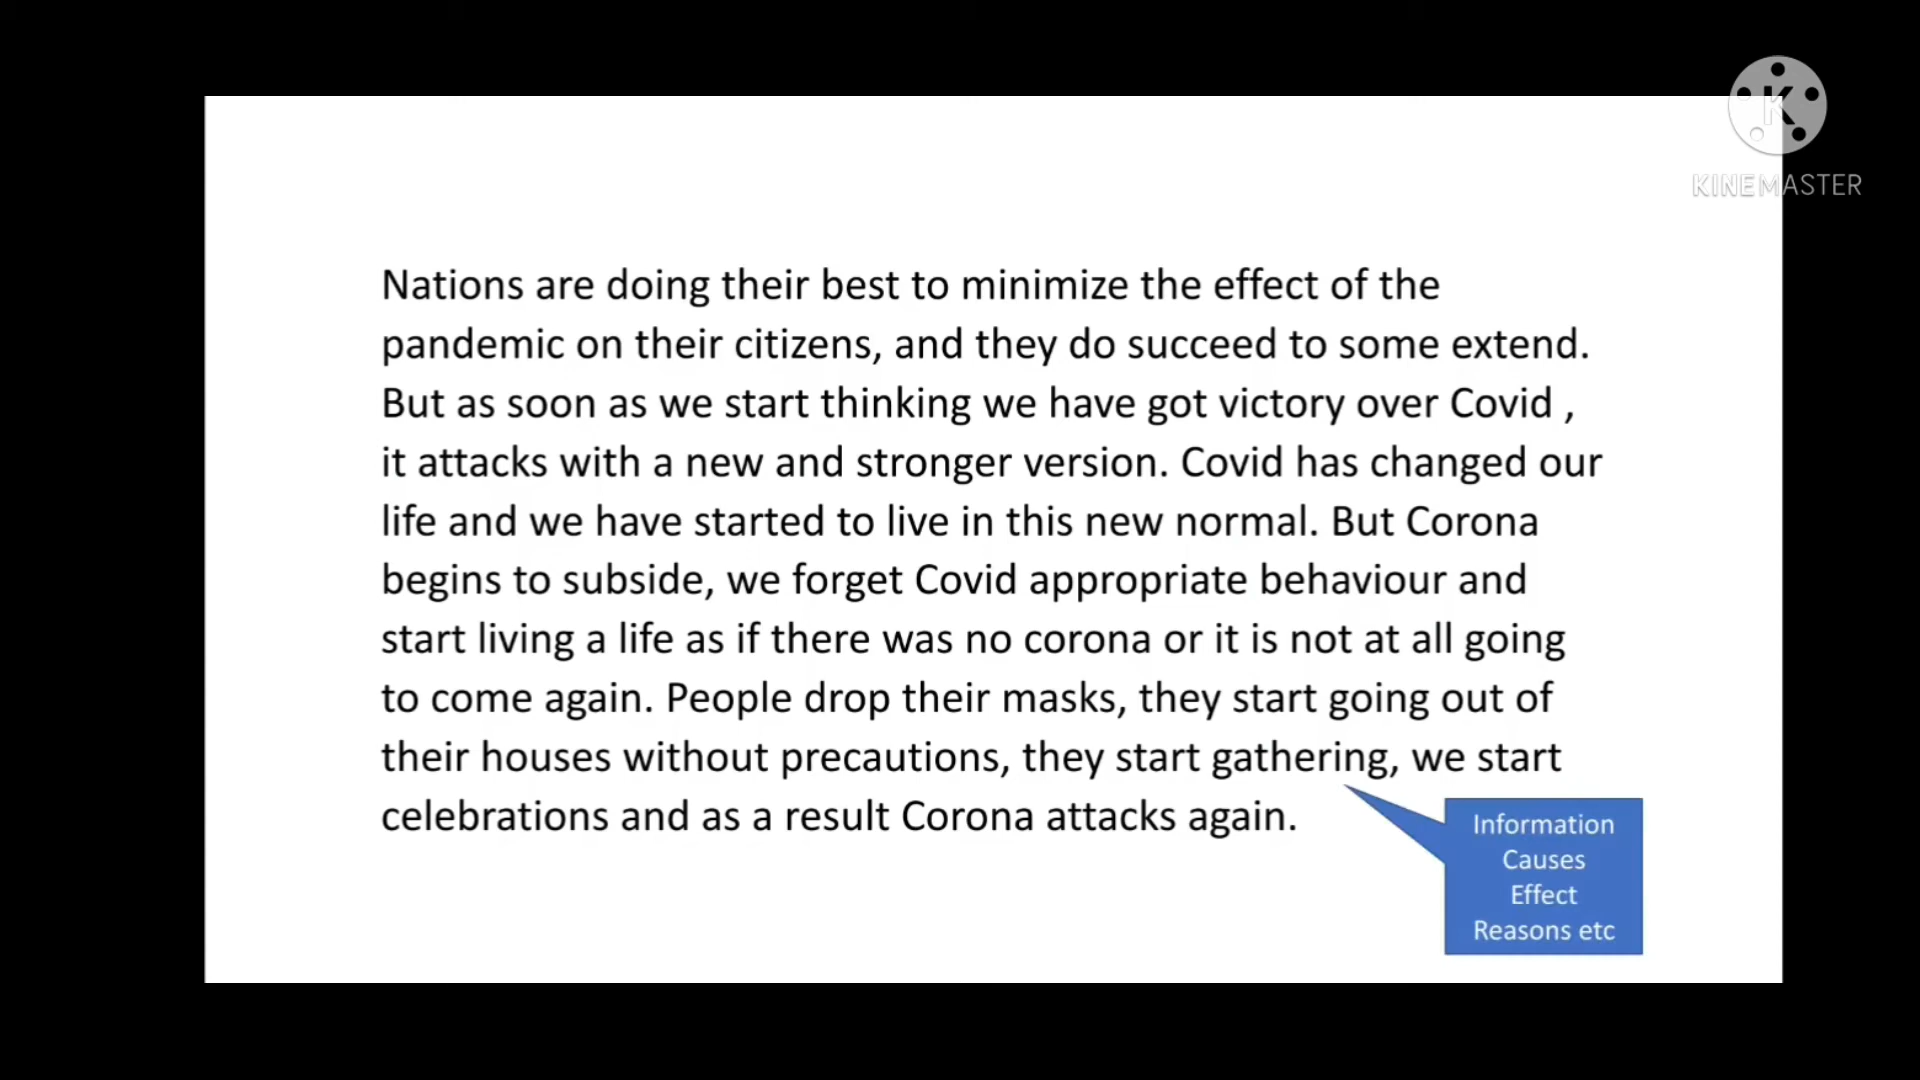 K
KINEMASTER
Nations are doing their best to minimize the effect of the
pandemic on their citizens, and they do succeed to some extend.
But as soon as we start thinking we have got victory over Covid ,
it attacks with a new and stronger version. Covid has changed our
life and we have started to live in this new normal. But Corona
begins to subside, we forget Covid appropriate behaviour and
start living a life as if there was no corona or it is not at all going
to come again. People drop their masks, they start going out of
their houses without precautions, they start gathering, we start
celebrations and as a result Corona attacks again.
Information
Causes
Effect
Reasons etc